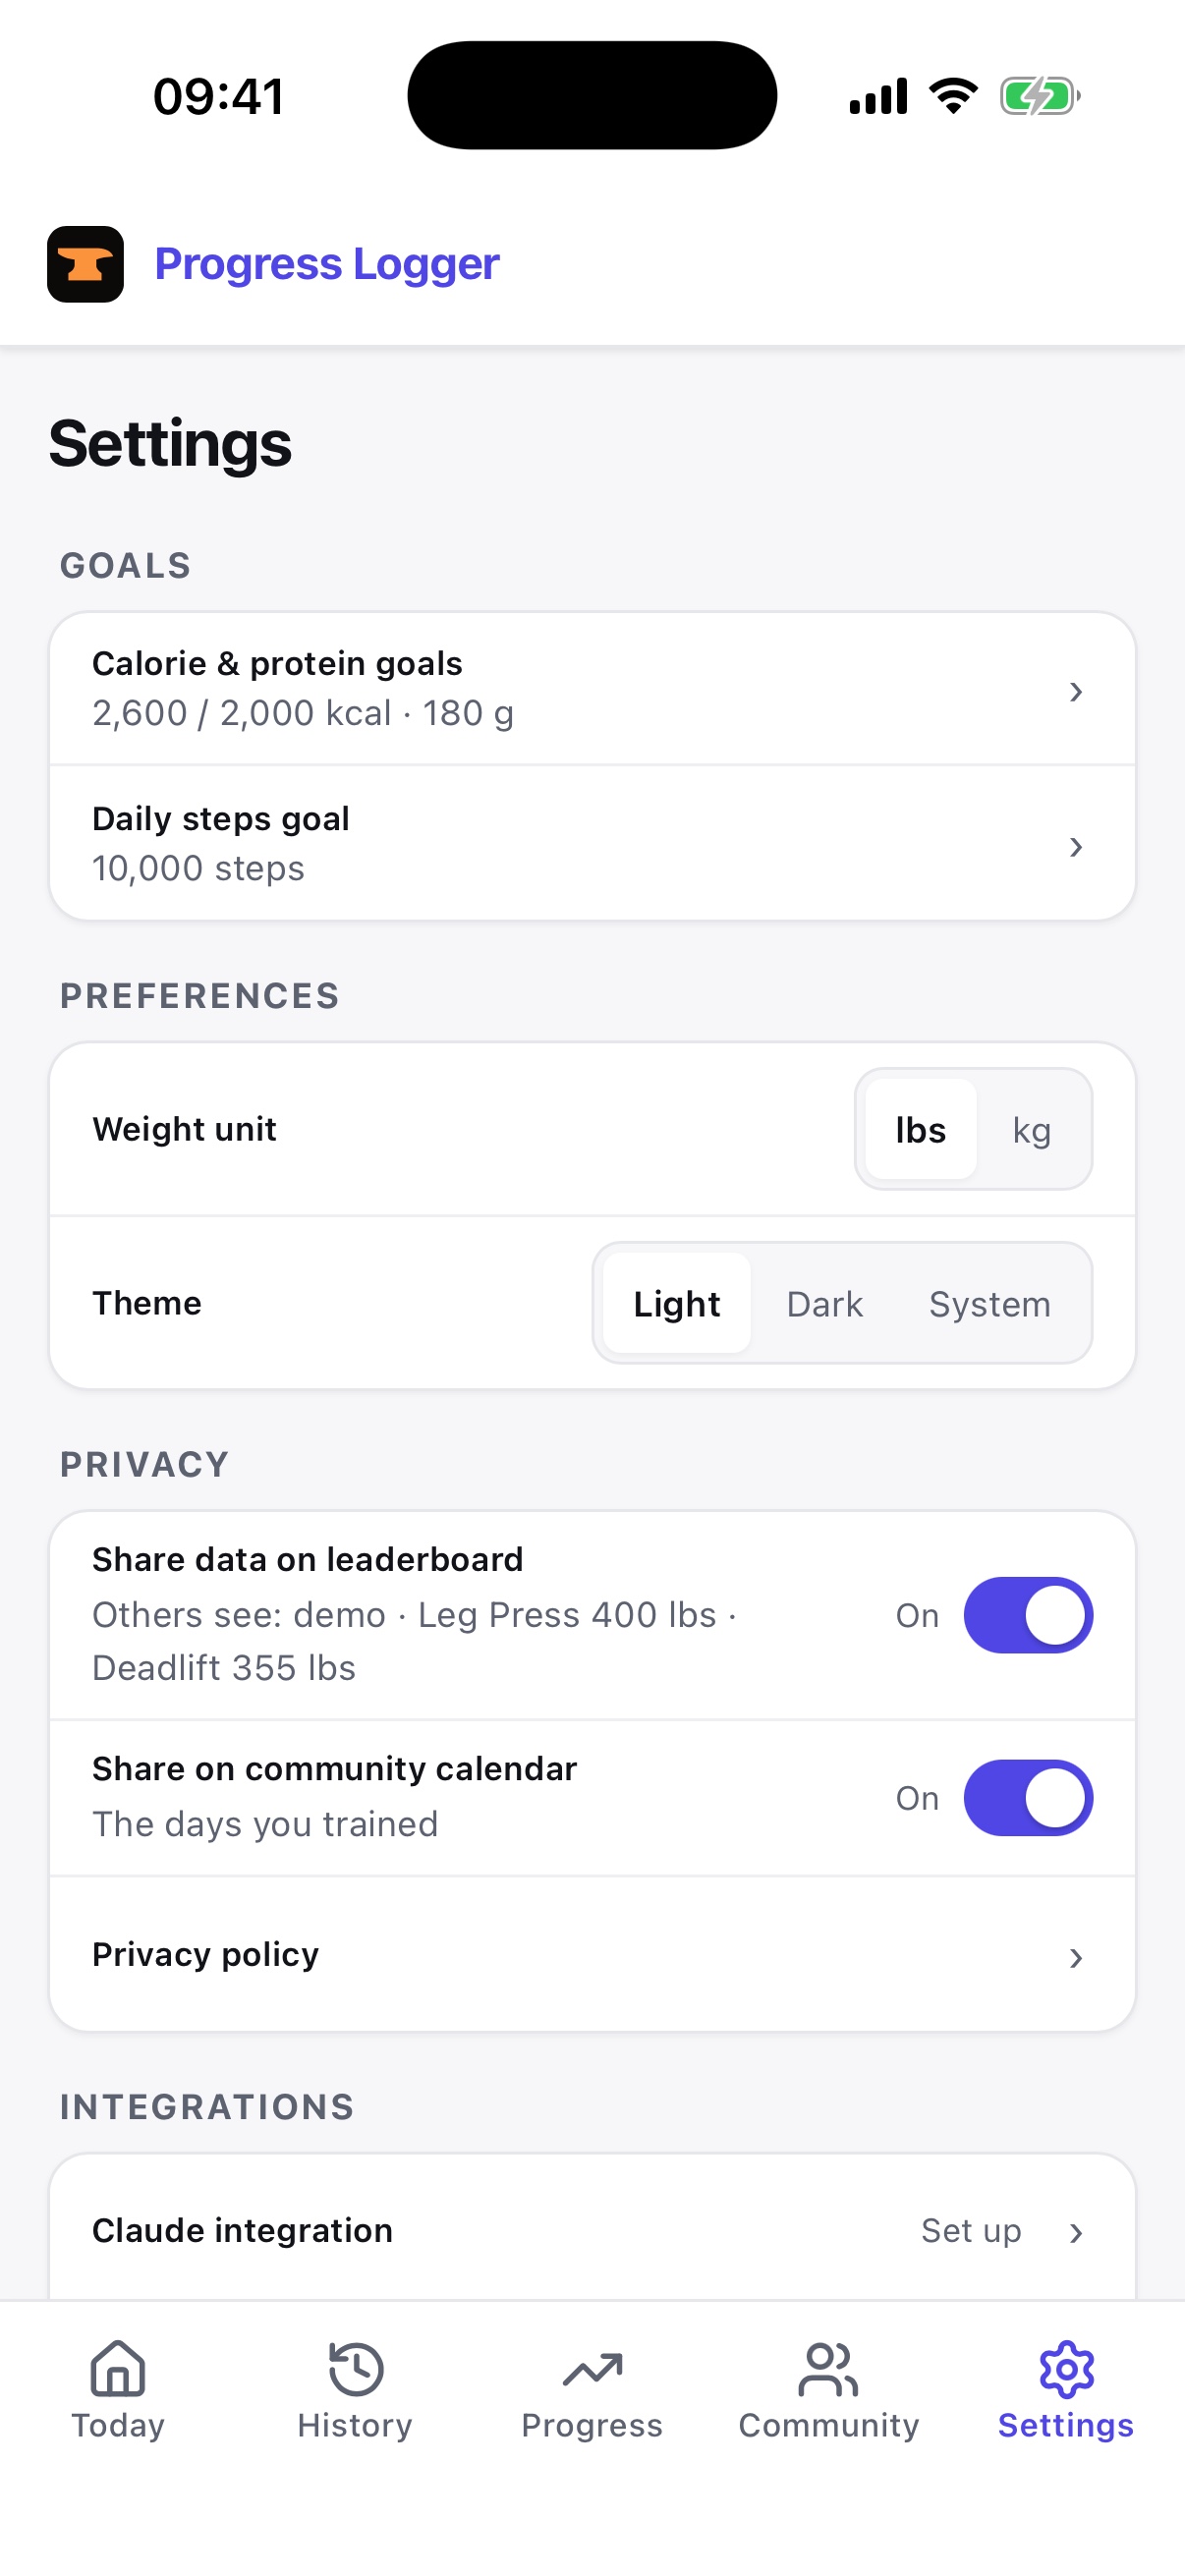 09:41
Progress Logger
Settings
GOALS
Calorie & protein goals
2,600 / 2,000 kcal · 180 g
›
Daily steps goal
10,000 steps
›
PREFERENCES
Weight unit
lbs kg
Theme
Light Dark System
PRIVACY
Share data on leaderboard
Others see: demo · Leg Press 400 lbs ·
Deadlift 355 lbs
On
Share on community calendar
The days you trained
On
Privacy policy ›
INTEGRATIONS
Claude integration Set up ›
Today History Progress Community Settings